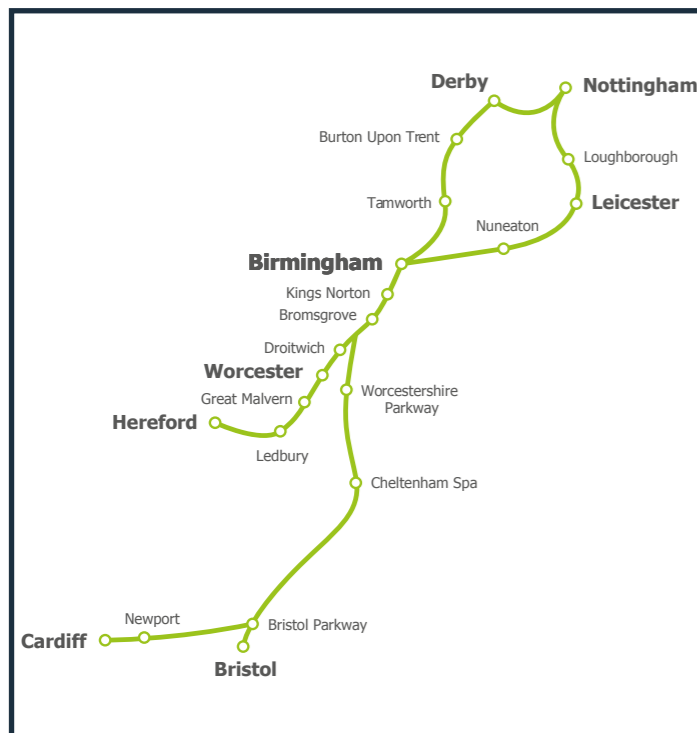 Derby
Nottingham
Burton Upon Trent
Loughborough
Tamworth
Leicester
Nuneaton
Birmingham
Kings Norton
Bromsgrove
Droitwich
Worcester
Great Malvern
Worcestershire
Parkway
Hereford
Ledbury
Cheltenham Spa
Newport
Bristol Parkway
Cardiff
Bristol